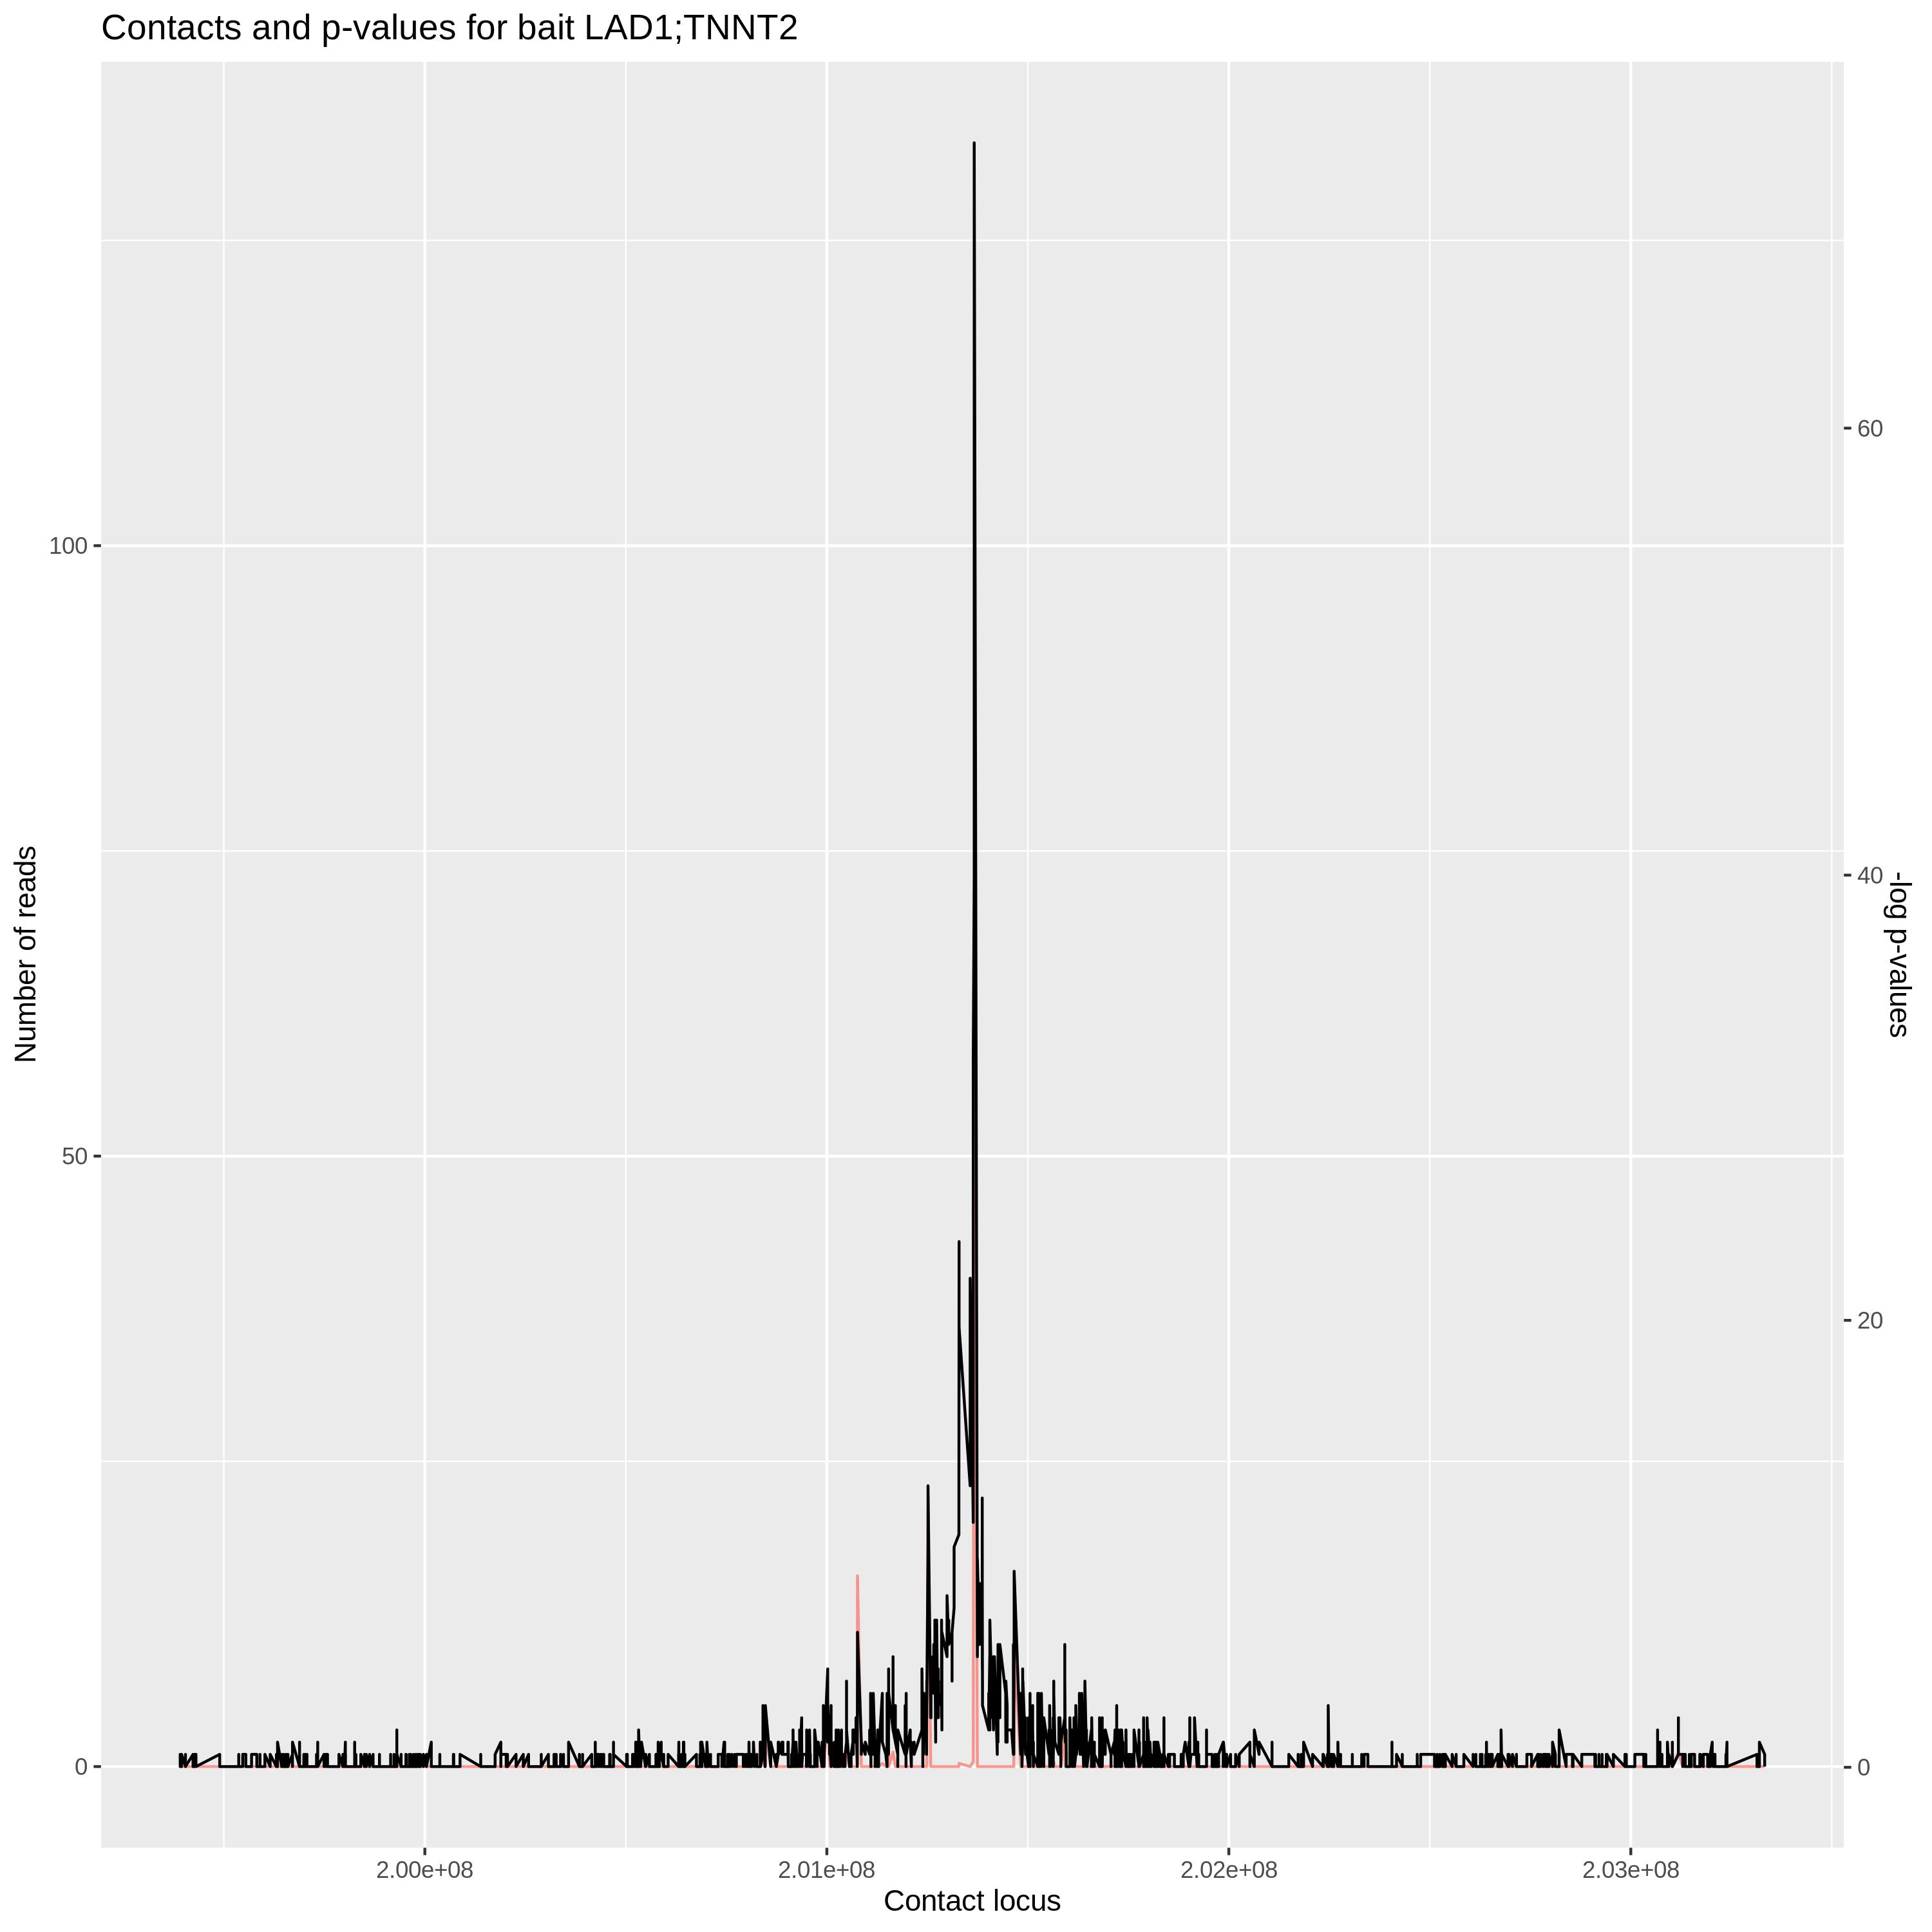 Contacts and p-values for bait LAD1;TNNT2
Number of reads
100
50
0
60
40
20
0
-log p-values
2.00e+08
2.01e+08
2.02e+08
2.03e+08
Contact locus